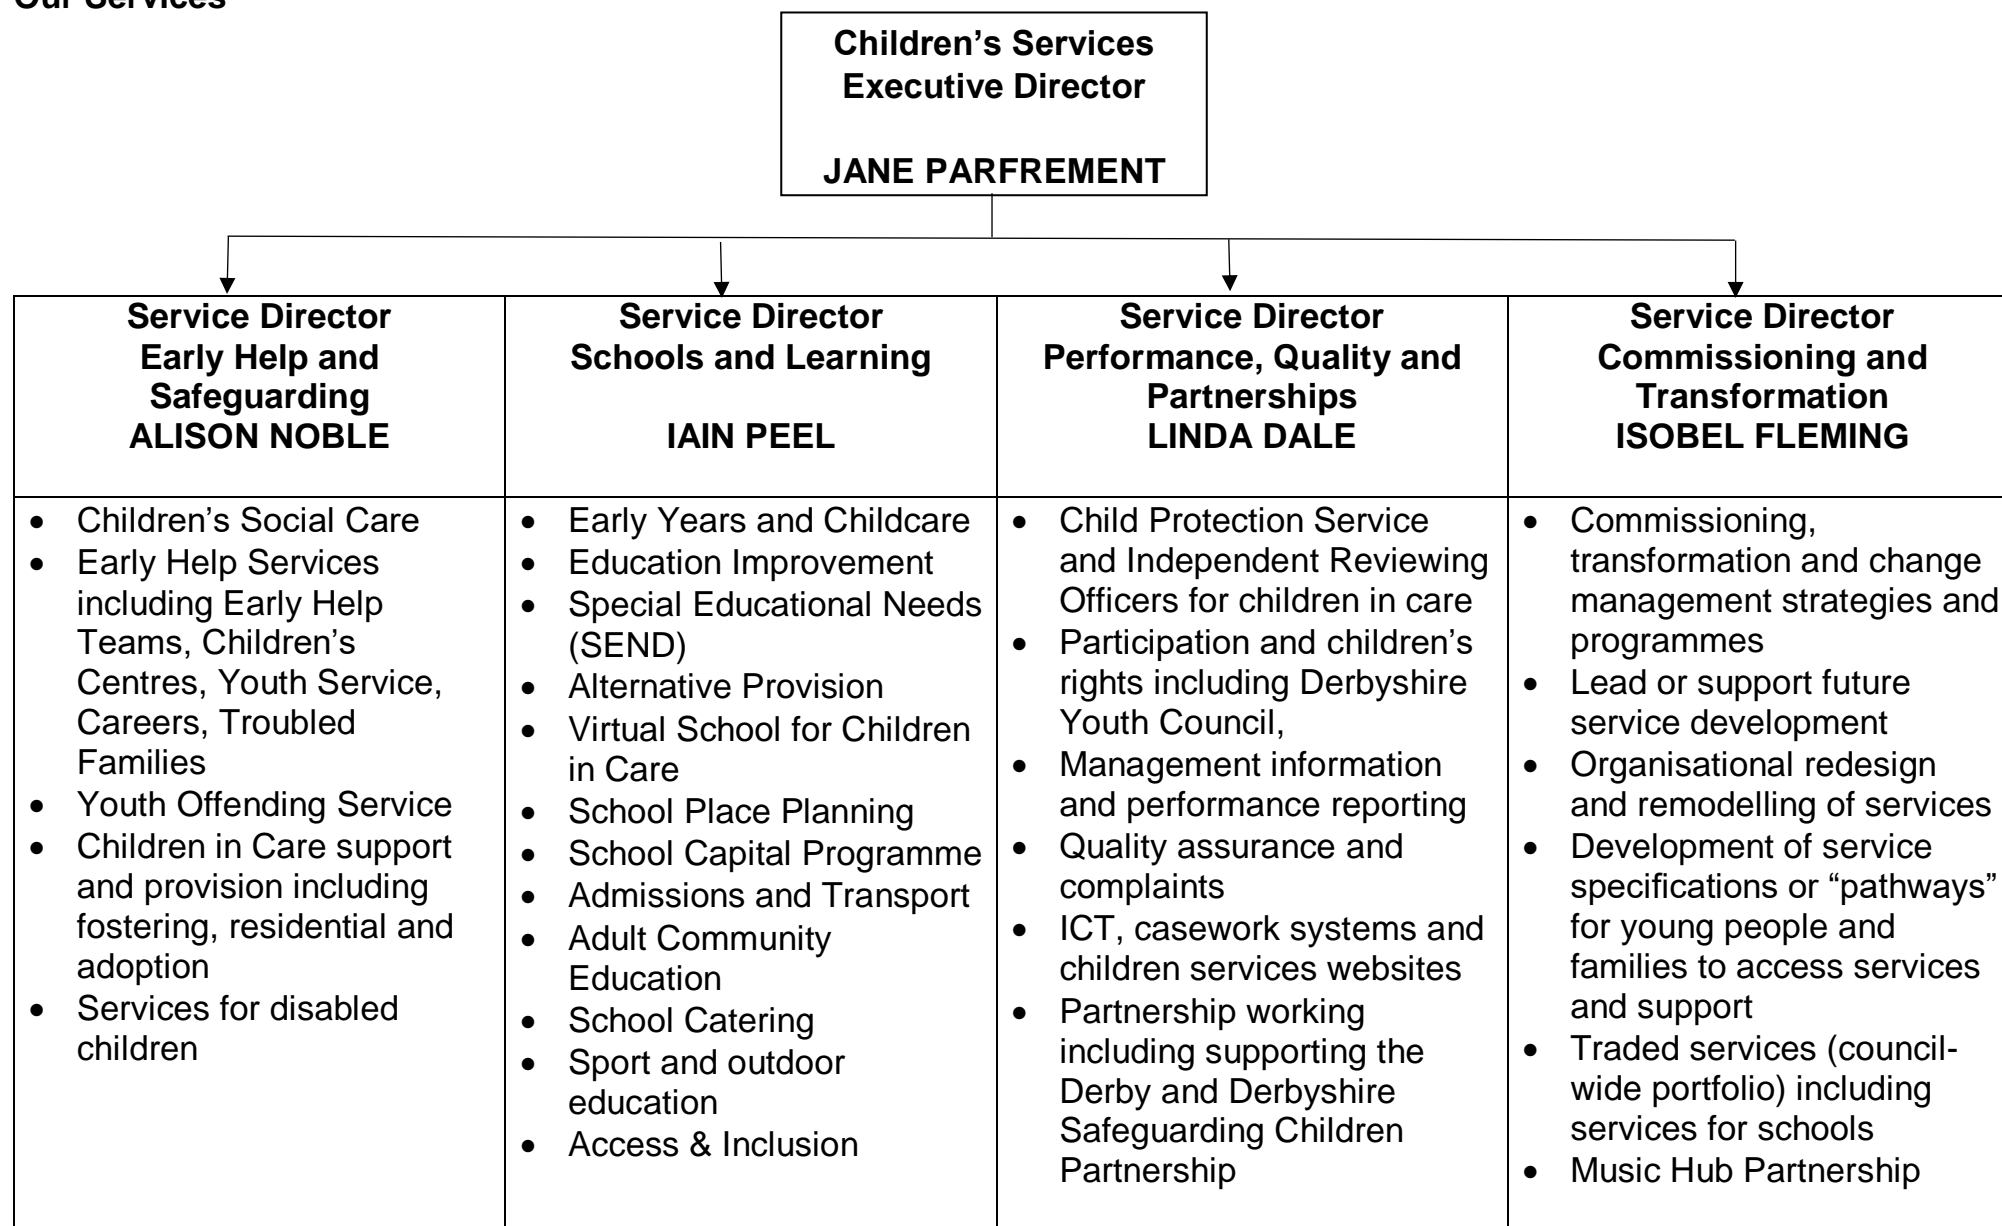 Our Services
Children’s Services
Executive Director
JANE PARFREMENT
Service Director
Early Help and
Safeguarding
ALISON NOBLE
Service Director
Schools and Learning
IAIN PEEL
Service Director
Performance, Quality and
Partnerships
LINDA DALE
Service Director
Commissioning and
Transformation
ISOBEL FLEMING
• Children’s Social Care
• Early Help Services
including Early Help
Teams, Children’s
Centres, Youth Service,
Careers, Troubled
Families
• Youth Offending Service
• Children in Care support
and provision including
fostering, residential and
adoption
• Services for disabled
children
• Early Years and Childcare
• Education Improvement
• Special Educational Needs
(SEND)
• Alternative Provision
• Virtual School for Children
in Care
• School Place Planning
• School Capital Programme
• Admissions and Transport
• Adult Community
Education
• School Catering
• Sport and outdoor
education
• Access & Inclusion
• Child Protection Service
and Independent Reviewing
Officers for children in care
• Participation and children’s
rights including Derbyshire
Youth Council,
• Management information
and performance reporting
• Quality assurance and
complaints
• ICT, casework systems and
children services websites
• Partnership working
including supporting the
Derby and Derbyshire
Safeguarding Children
Partnership
• Commissioning,
transformation and change
management strategies and
programmes
• Lead or support future
service development
• Organisational redesign
and remodelling of services
• Development of service
specifications or “pathways”
for young people and
families to access services
and support
• Traded services (council-
wide portfolio) including
services for schools
• Music Hub Partnership